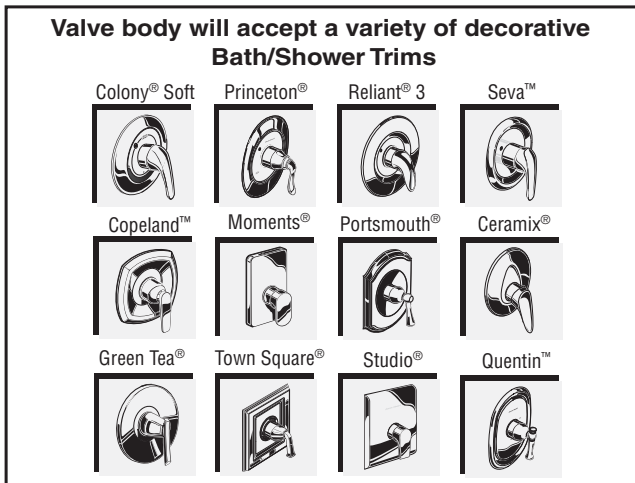 Valve body will accept a variety of decorative
Bath/Shower Trims
Colony® Soft Princeton® Reliant® 3 Seva™
Copeland™ Moments® Portsmouth® Ceramix®
Green Tea® Town Square® Studio® Quentin™